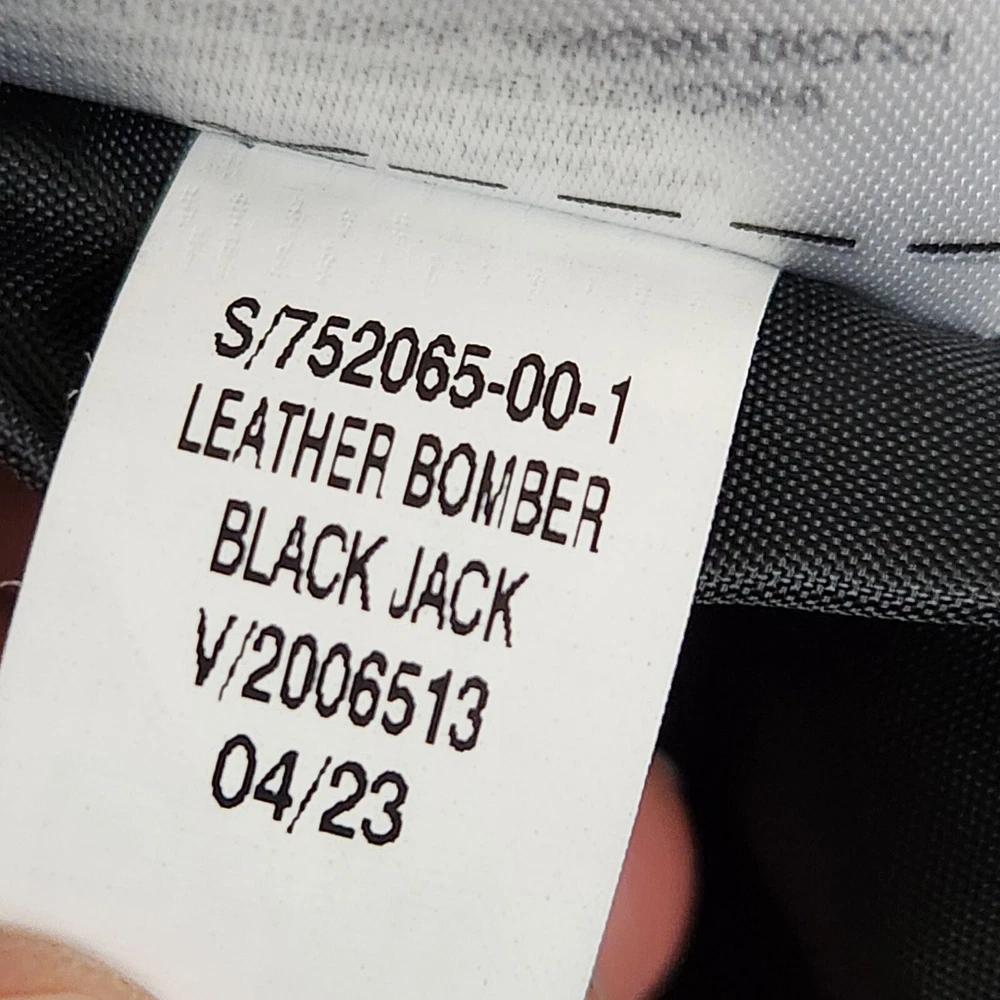 S/752065-00-1
LEATHER BOMBER
BLACK JACK
V/2006513
04/23